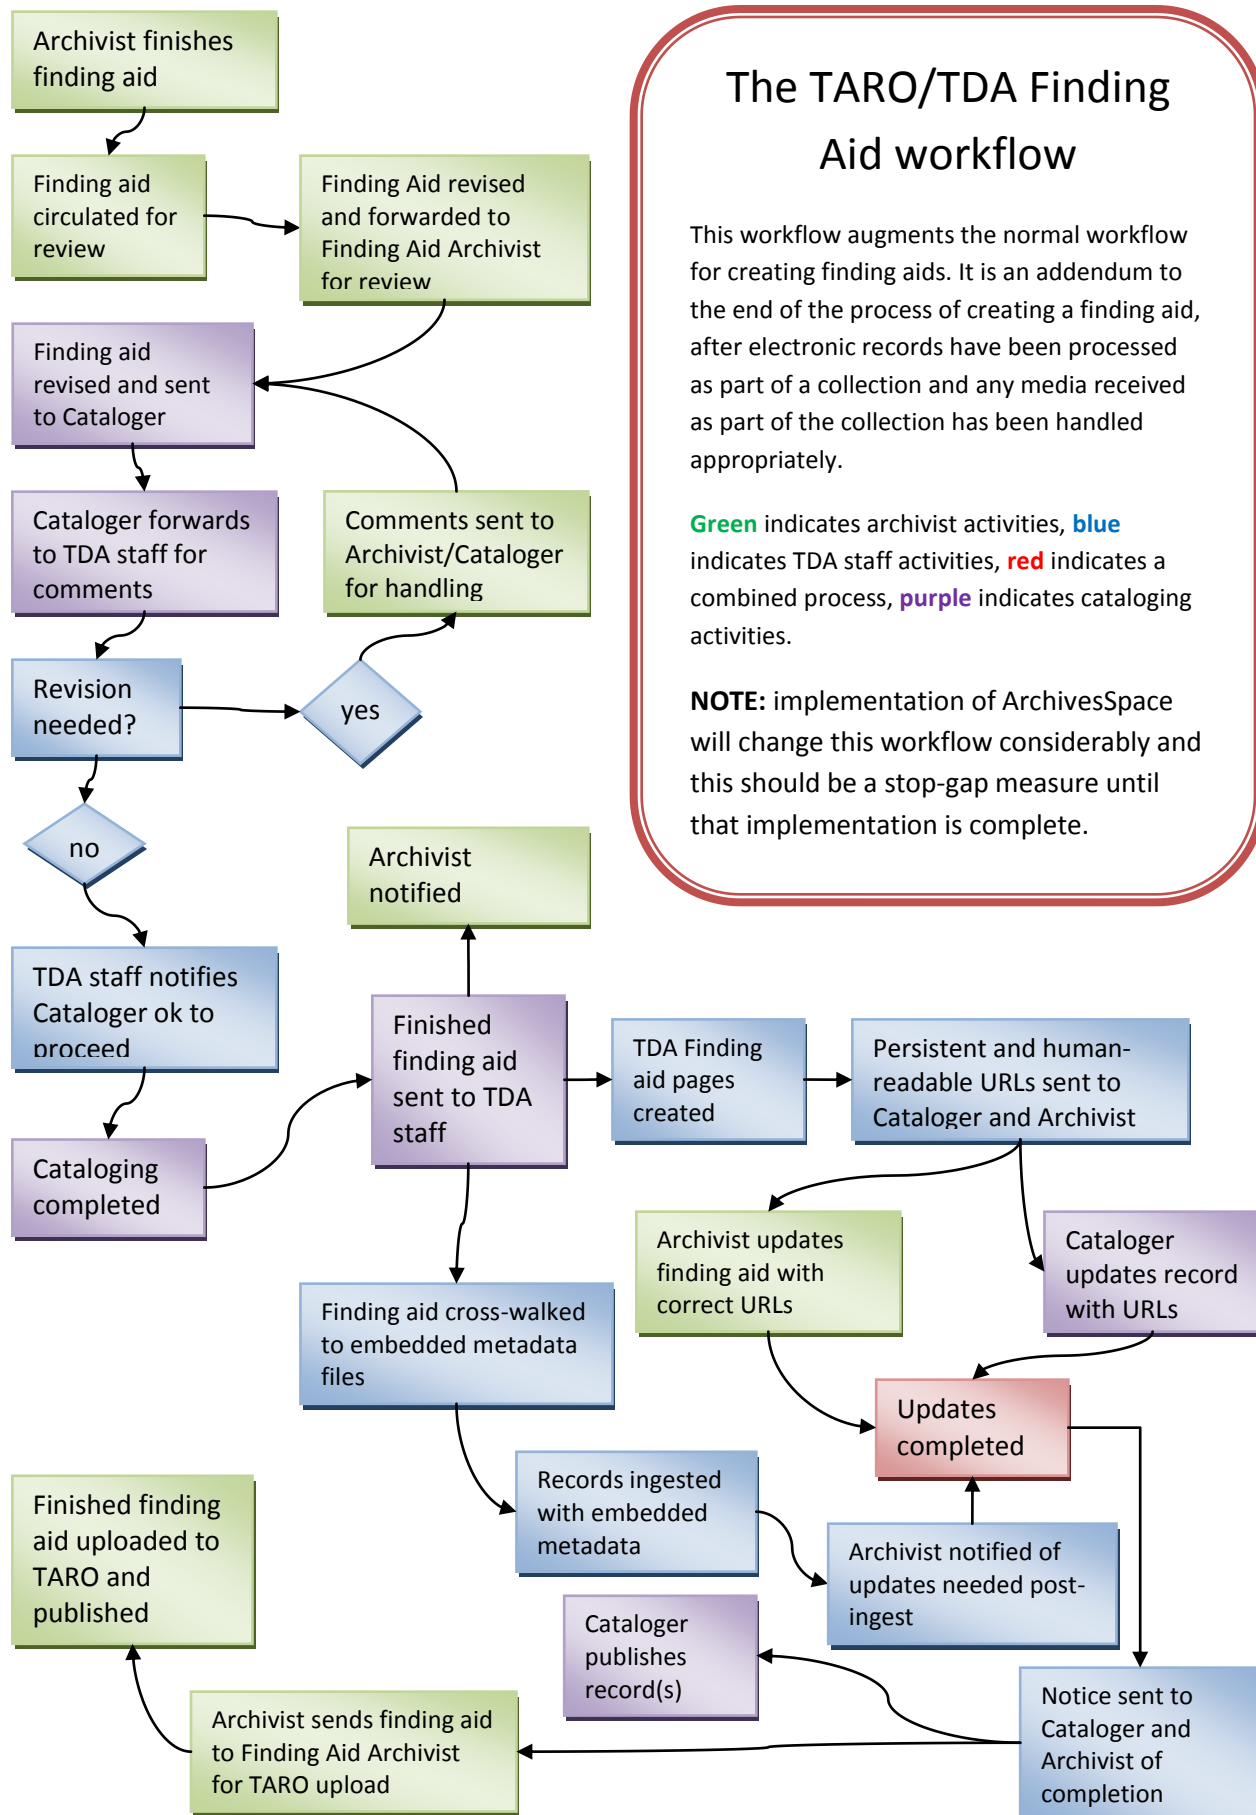 Archivist finishes
finding aid
The TARO/TDA Finding
Aid workflow
This workflow augments the normal workflow
for creating finding aids. It is an addendum to
the end of the process of creating a finding aid,
after electronic records have been processed
as part of a collection and any media received
as part of the collection has been handled
appropriately.
Green indicates archivist activities, blue
indicates TDA staff activities, red indicates a
combined process, purple indicates cataloging
activities.
NOTE: implementation of ArchivesSpace
will change this workflow considerably and
this should be a stop-gap measure until
that implementation is complete.
Finding aid
circulated for
review
Finding Aid revised
and forwarded to
Finding Aid Archivist
for review
Finding aid
revised and sent
to Cataloger
Cataloger forwards
to TDA staff for
comments
Comments sent to
Archivist/Cataloger
for handling
Revision
needed?
yes
no
TDA staff notifies
Cataloger ok to
proceed
Cataloging
completed
Archivist
notified
Finished
finding aid
sent to TDA
staff
TDA Finding
aid pages
created
Persistent and human-
readable URLs sent to
Cataloger and Archivist
Archivist updates
finding aid with
correct URLs
Cataloger
updates record
with URLs
Finding aid cross-walked
to embedded metadata
files
Updates
completed
Records ingested
with embedded
metadata
Archivist notified of
updates needed post-
ingest
Finished finding
aid uploaded to
TARO and
published
Cataloger
publishes
record(s)
Archivist sends finding aid
to Finding Aid Archivist
for TARO upload
Notice sent to
Cataloger and
Archivist of
completion